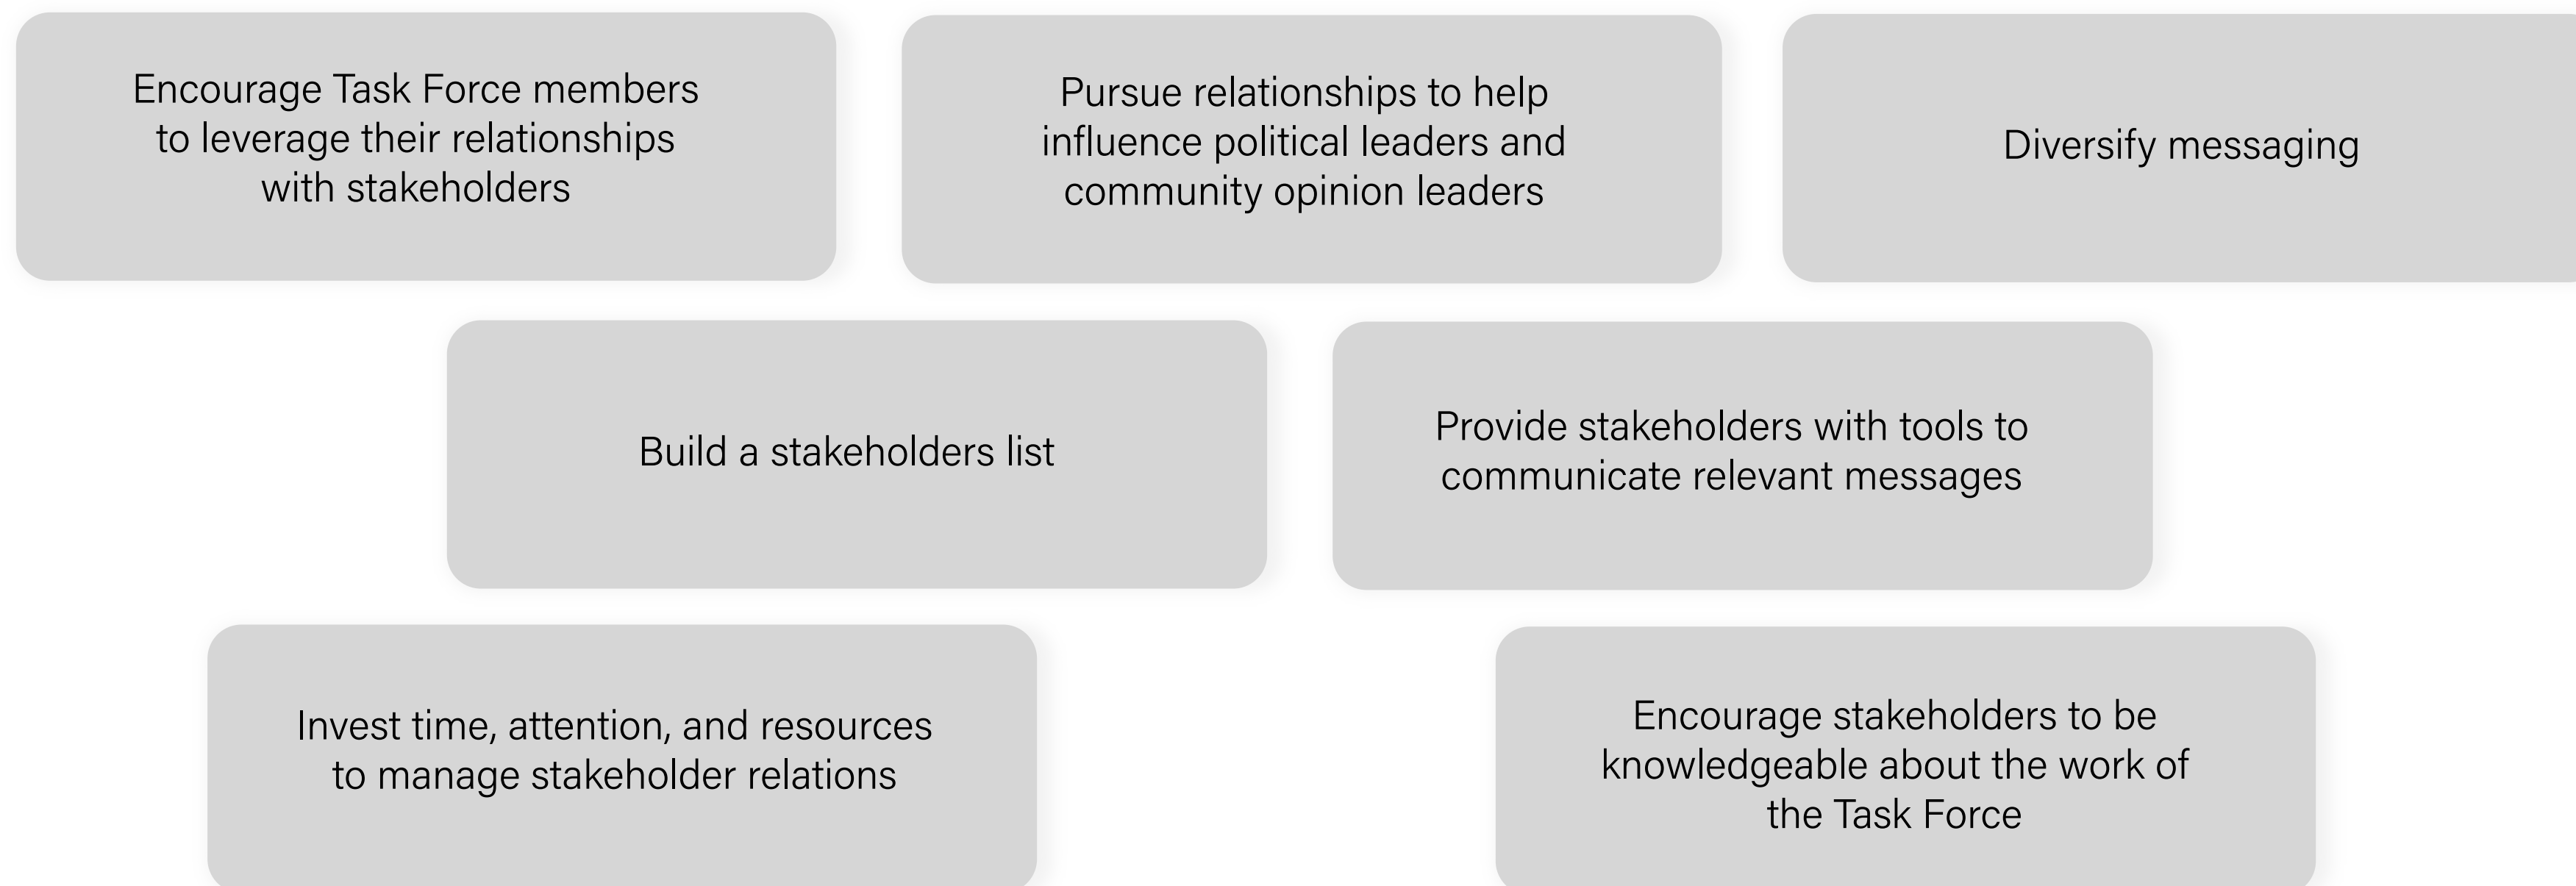 Encourage Task Force members
to leverage their relationships
with stakeholders
Pursue relationships to help
influence political leaders and
community opinion leaders
Diversify messaging
Build a stakeholders list
Provide stakeholders with tools to
communicate relevant messages
Invest time, attention, and resources
to manage stakeholder relations
Encourage stakeholders to be
knowledgeable about the work of
the Task Force